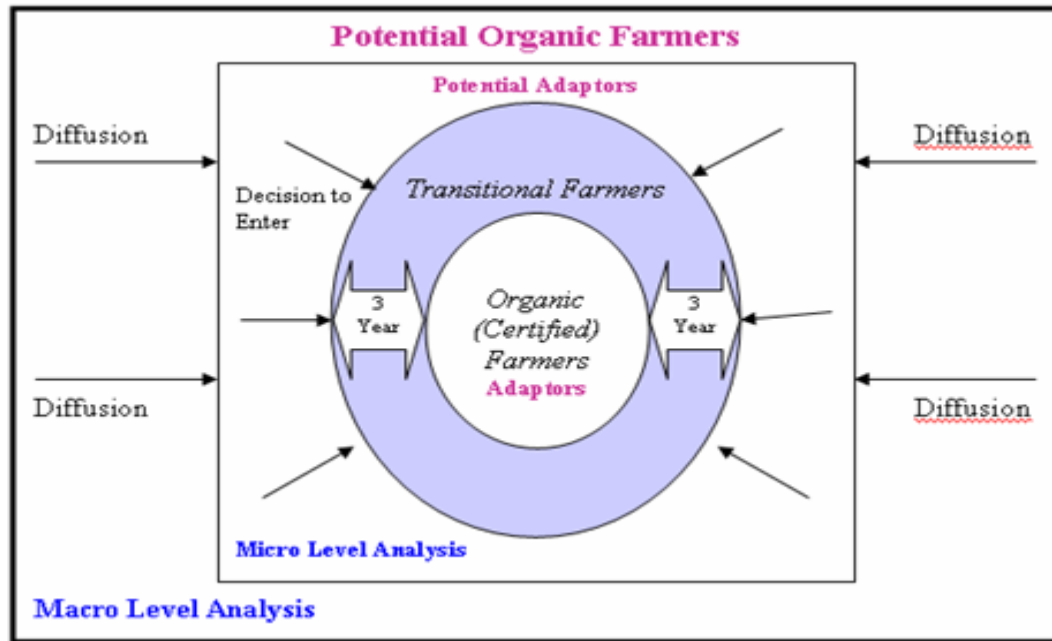 Potential Organic Farmers
Potential Adaptors
Diffusion
Diffusion
Transitional Farmers
Decision to
Enter
3
Year
Organic
(Certified)
Farmers
Adaptors
3
Year
Diffusion
Diffusion
Micro Level Analysis
Macro Level Analysis